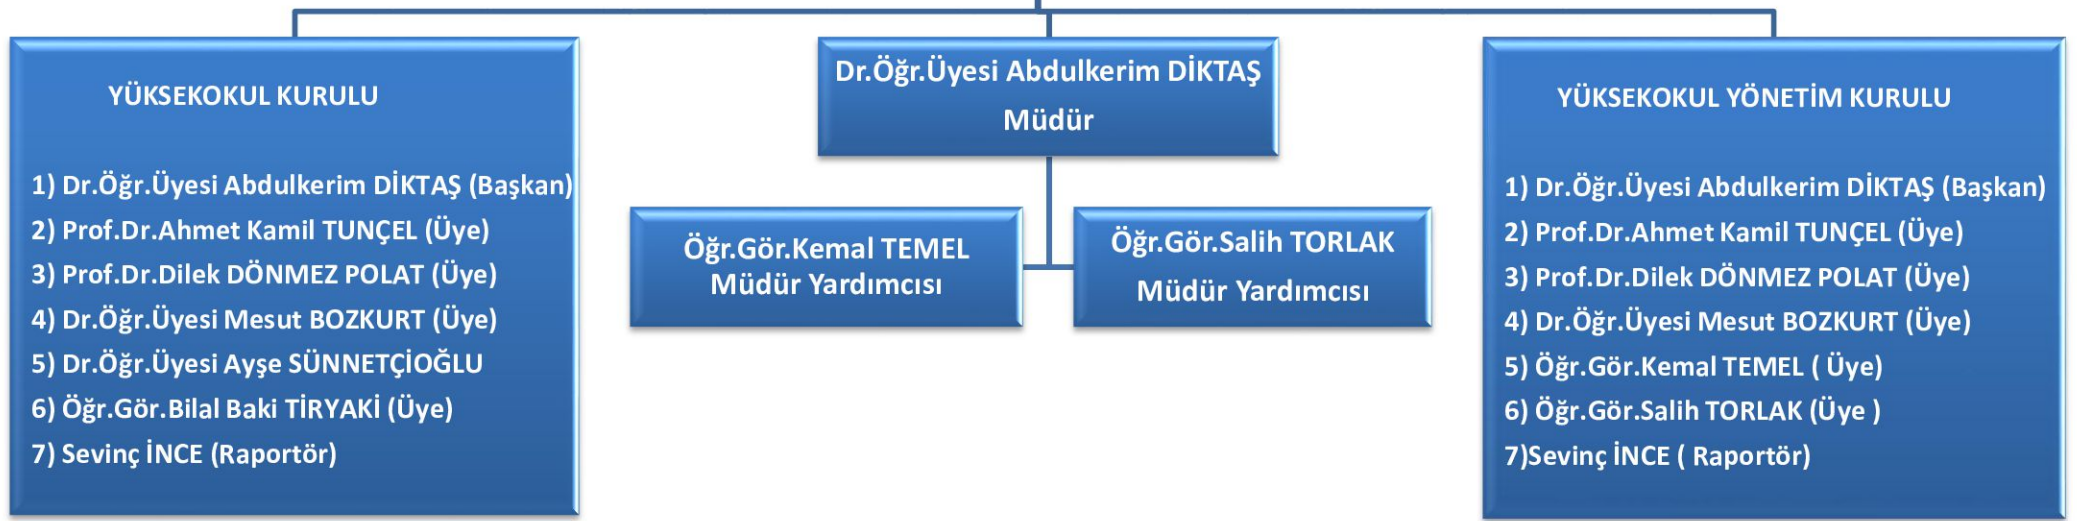 YÜKSEKOKUL KURULU
1) Dr.Öğr.Üyesi Abdulkerim DİKTAŞ (Başkan)
2) Prof.Dr.Ahmet Kamil TUNÇEL (Üye)
3) Prof.Dr.Dilek DÖNMEZ POLAT (Üye)
4) Dr.Öğr.Üyesi Mesut BOZKURT (Üye)
5) Dr.Öğr.Üyesi Ayşe SÜNNETÇİOĞLU
6) Öğr.Gör.Bilal Baki TİRYAKİ (Üye)
7) Sevinç İNCE (Raportör)
Dr.Öğr.Üyesi Abdulkerim DİKTAŞ
Müdür
Öğr.Gör.Kemal TEMEL
Müdür Yardımcısı
Öğr.Gör.Salih TORLAK
Müdür Yardımcısı
YÜKSEKOKUL YÖNETİM KURULU
1) Dr.Öğr.Üyesi Abdulkerim DİKTAŞ (Başkan)
2) Prof.Dr.Ahmet Kamil TUNÇEL (Üye)
3) Prof.Dr.Dilek DÖNMEZ POLAT (Üye)
4) Dr.Öğr.Üyesi Mesut BOZKURT (Üye)
5) Öğr.Gör.Kemal TEMEL ( Üye)
6) Öğr.Gör.Salih TORLAK (Üye )
7)Sevinç İNCE ( Raportör)